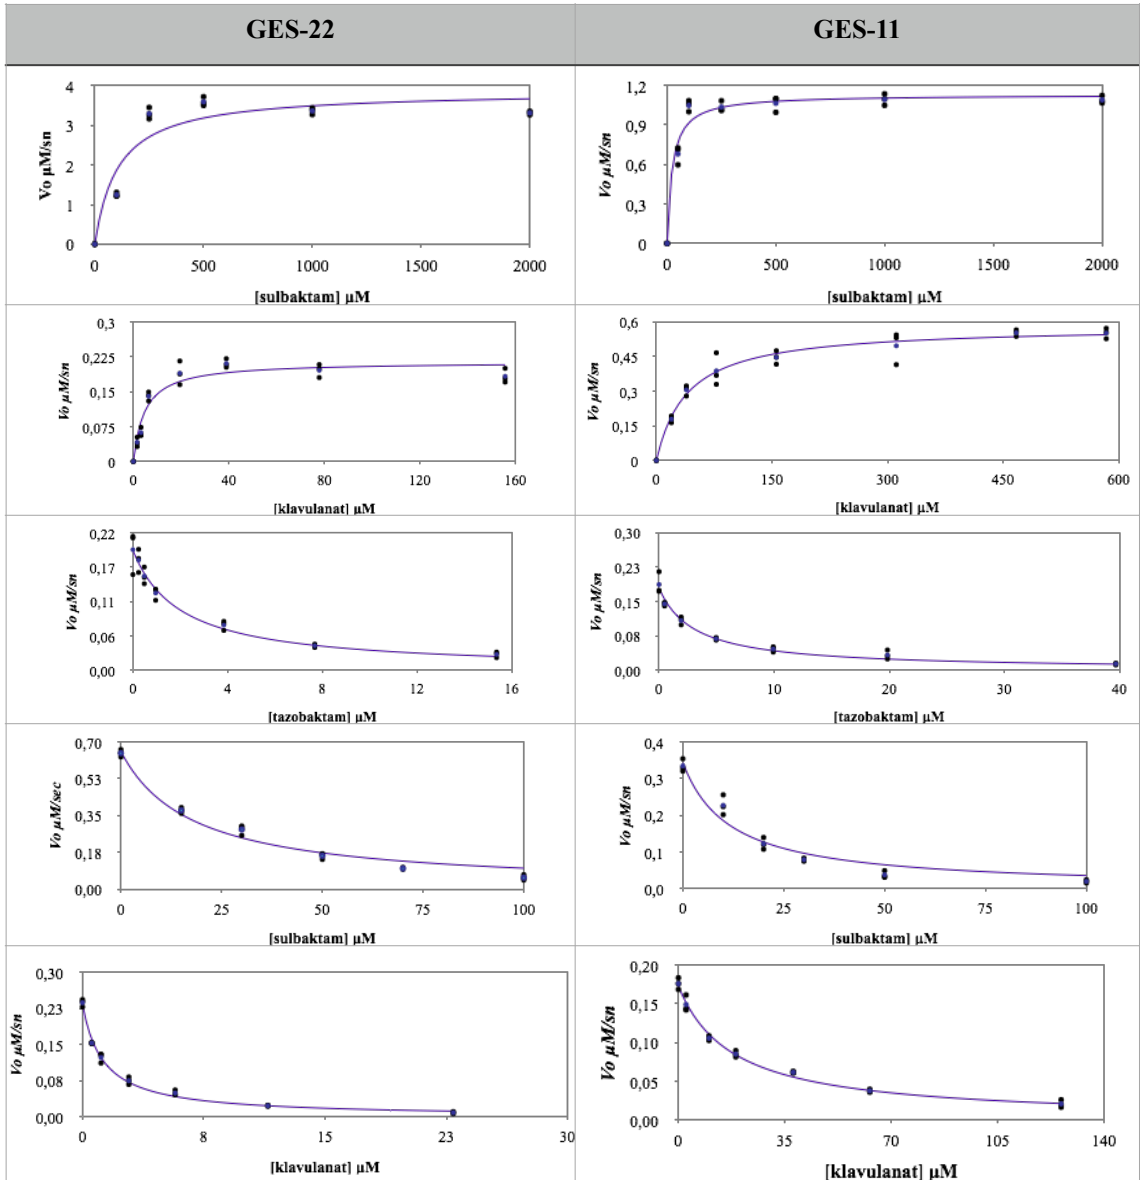 GES-22 GES-11
4
3
2
1
0
Vo µM/sn
0 500 1000 1500 2000
[sulbaktam] µM
1,2
0,9
0,6
0,3
0
Vo µM/sn
0 500 1000 1500 2000
[sulbaktam] µM
0,3
0,225
0,15
0,075
0
Vo µM/sn
0 40 80 120 160
[klavulanat] µM
0,6
0,45
0,3
0,15
0
Vo µM/sn
0 150 300 450 600
[klavulanat] µM
0,22
0,17
0,11
0,06
0,00
Vo µM/sn
0 4 8 12 16
[tazobaktam] µM
0,30
0,23
0,15
0,08
0,00
Vo µM/sn
0 10 20 30 40
[tazobaktam] µM
0,70
0,53
0,35
0,18
0,00
Vo µM/sec
0 25 50 75 100
[sulbaktam] µM
0,4
0,3
0,2
0,1
0,0
Vo µM/sn
0 25 50 75 100
[sulbaktam] µM
0,30
0,23
0,15
0,08
0,00
Vo µM/sn
0 8 15 23 30
[klavulanat] µM
0,20
0,15
0,10
0,05
0,00
Vo µM/sn
0 35 70 105 140
[klavulanat] µM